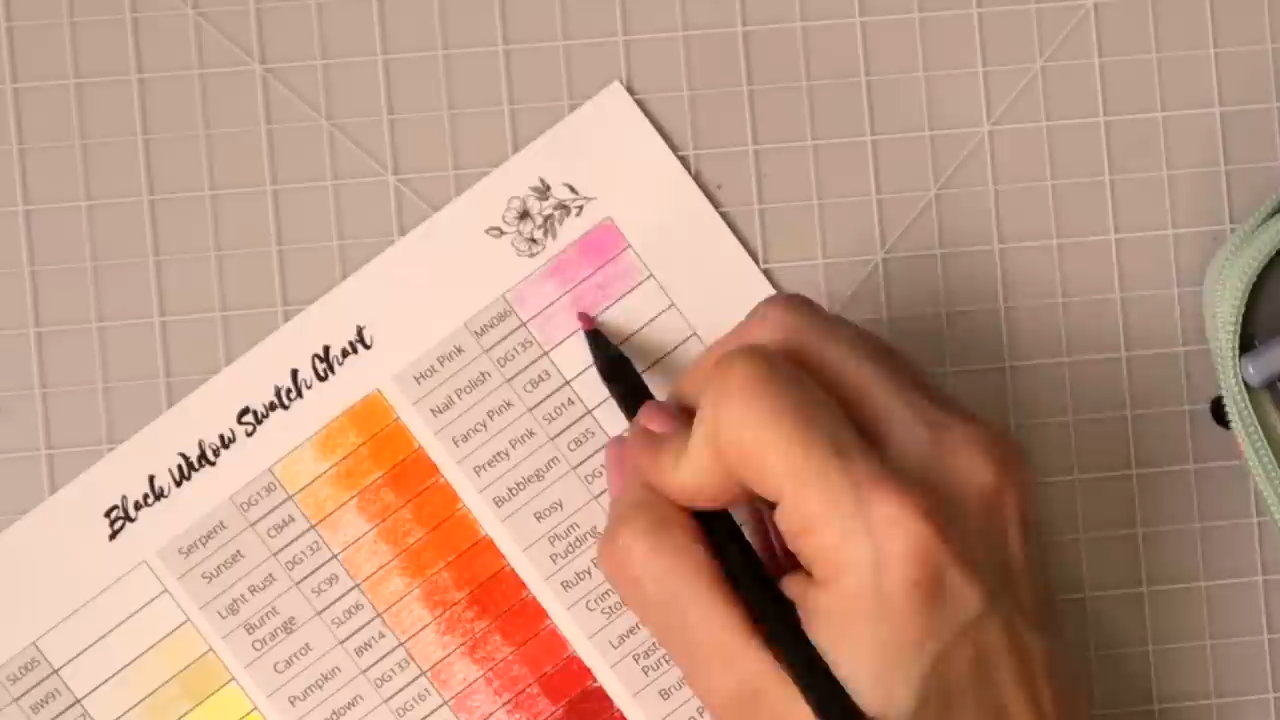 Black Widow Swatch Chart
SL005
BW91
Serpent DG130
Sunset CB44
Light Rust DG132
Burnt
Orange SC99
Carrot SL006
Pumpkin BW14
DG133
DG161
Hot Pink MN086
Nail Polish DG135
Fancy Pink CB43
Pretty Pink SL014
Bubblegum CB35
Rosy
Plum
Pudding
Ruby